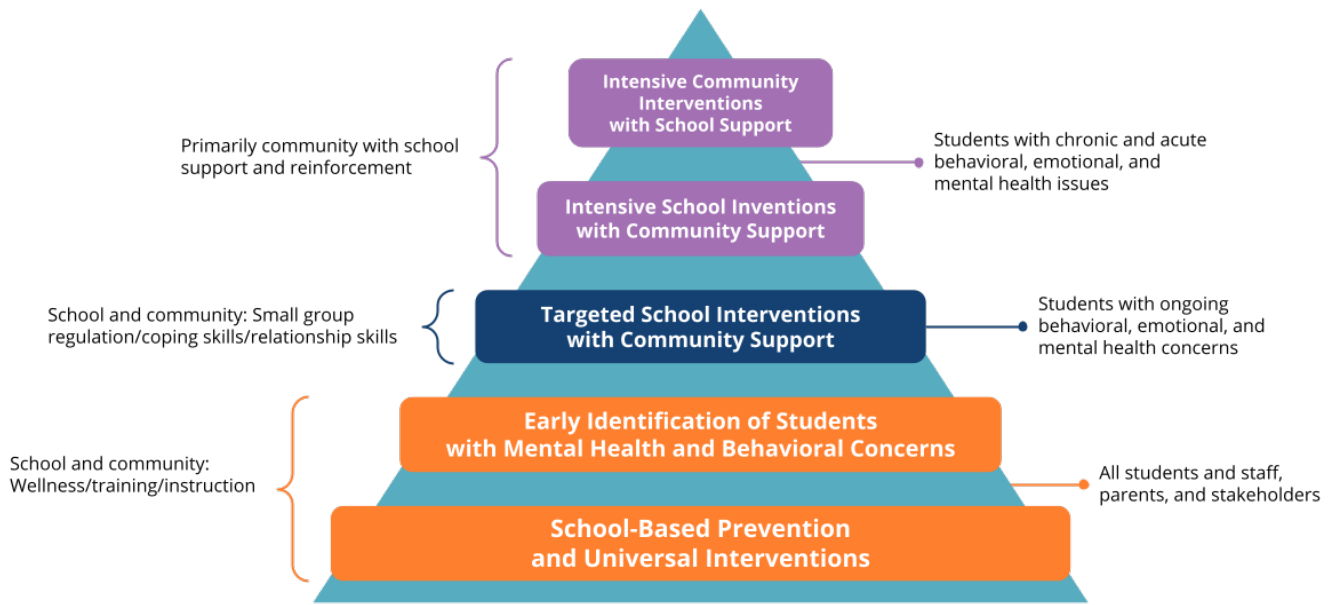 Intensive Community
Interventions
with School Support
Primarily community with school
support and reinforcement
Students with chronic and acute
behavioral, emotional, and
mental health issues
Intensive School Inventions
with Community Support
School and community: Small group
regulation/coping skills/relationship skills
Targeted School Interventions
with Community Support
Students with ongoing
behavioral, emotional, and
mental health concerns
Early Identification of Students
with Mental Health and Behavioral Concerns
School and community:
Wellness/training/instruction
All students and staff,
parents, and stakeholders
School-Based Prevention
and Universal Interventions